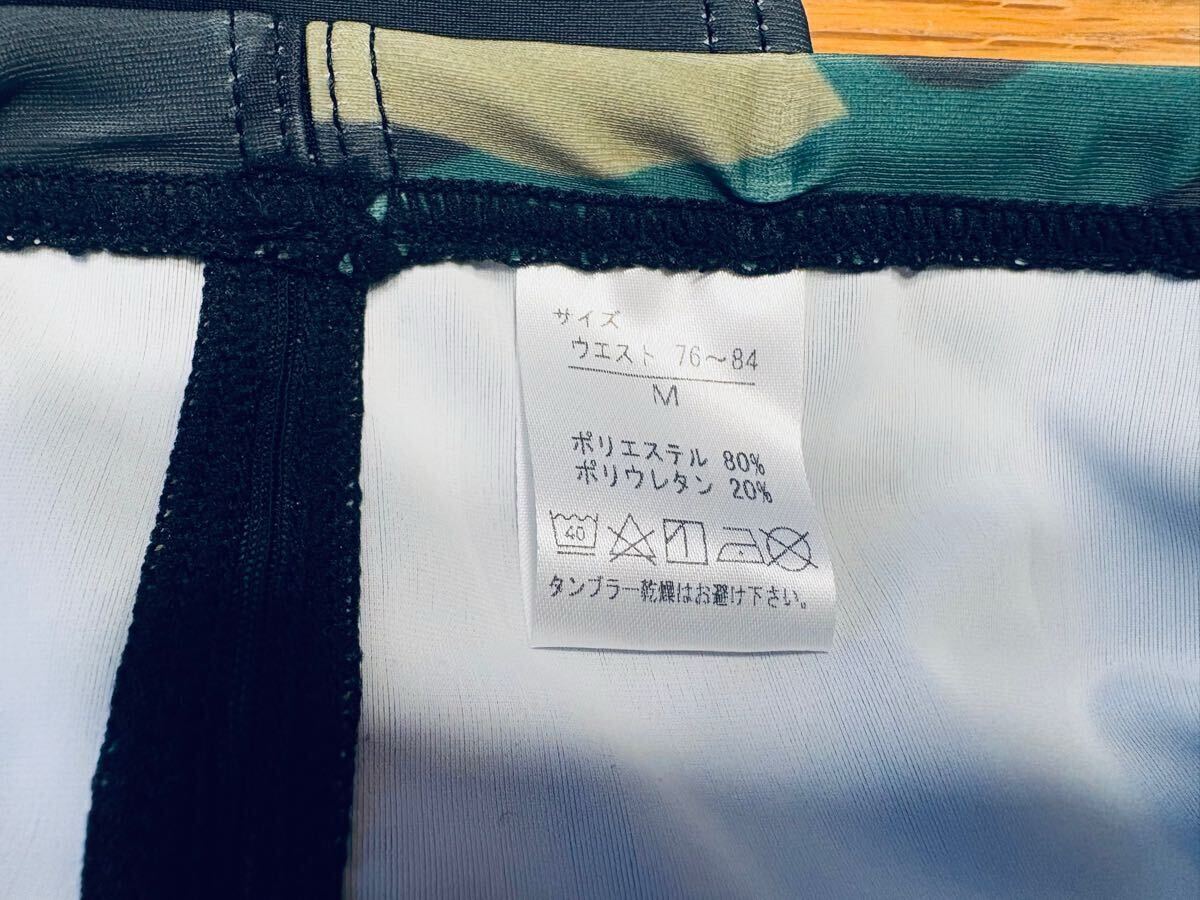 サイズ
ウエスト 76～84
M
ポリエステル 80%
ポリウレタン 20%
40
タンブラー乾燥はお避け下さい。